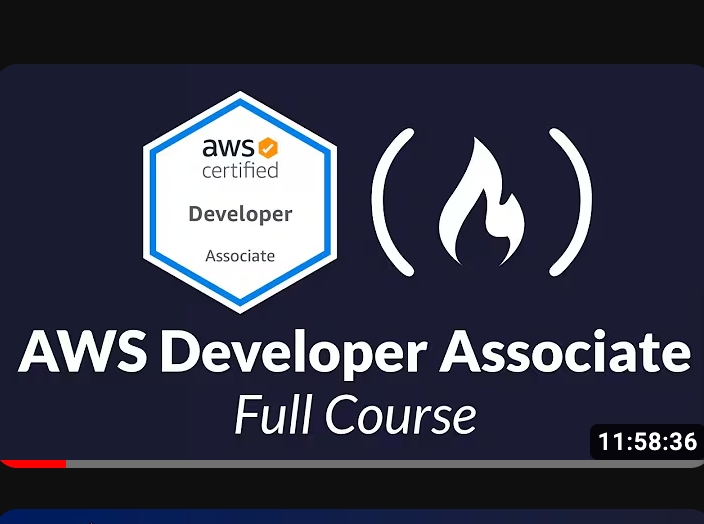 aws
certified
Developer
Associate
AWS Developer Associate
Full Course
11:58:36